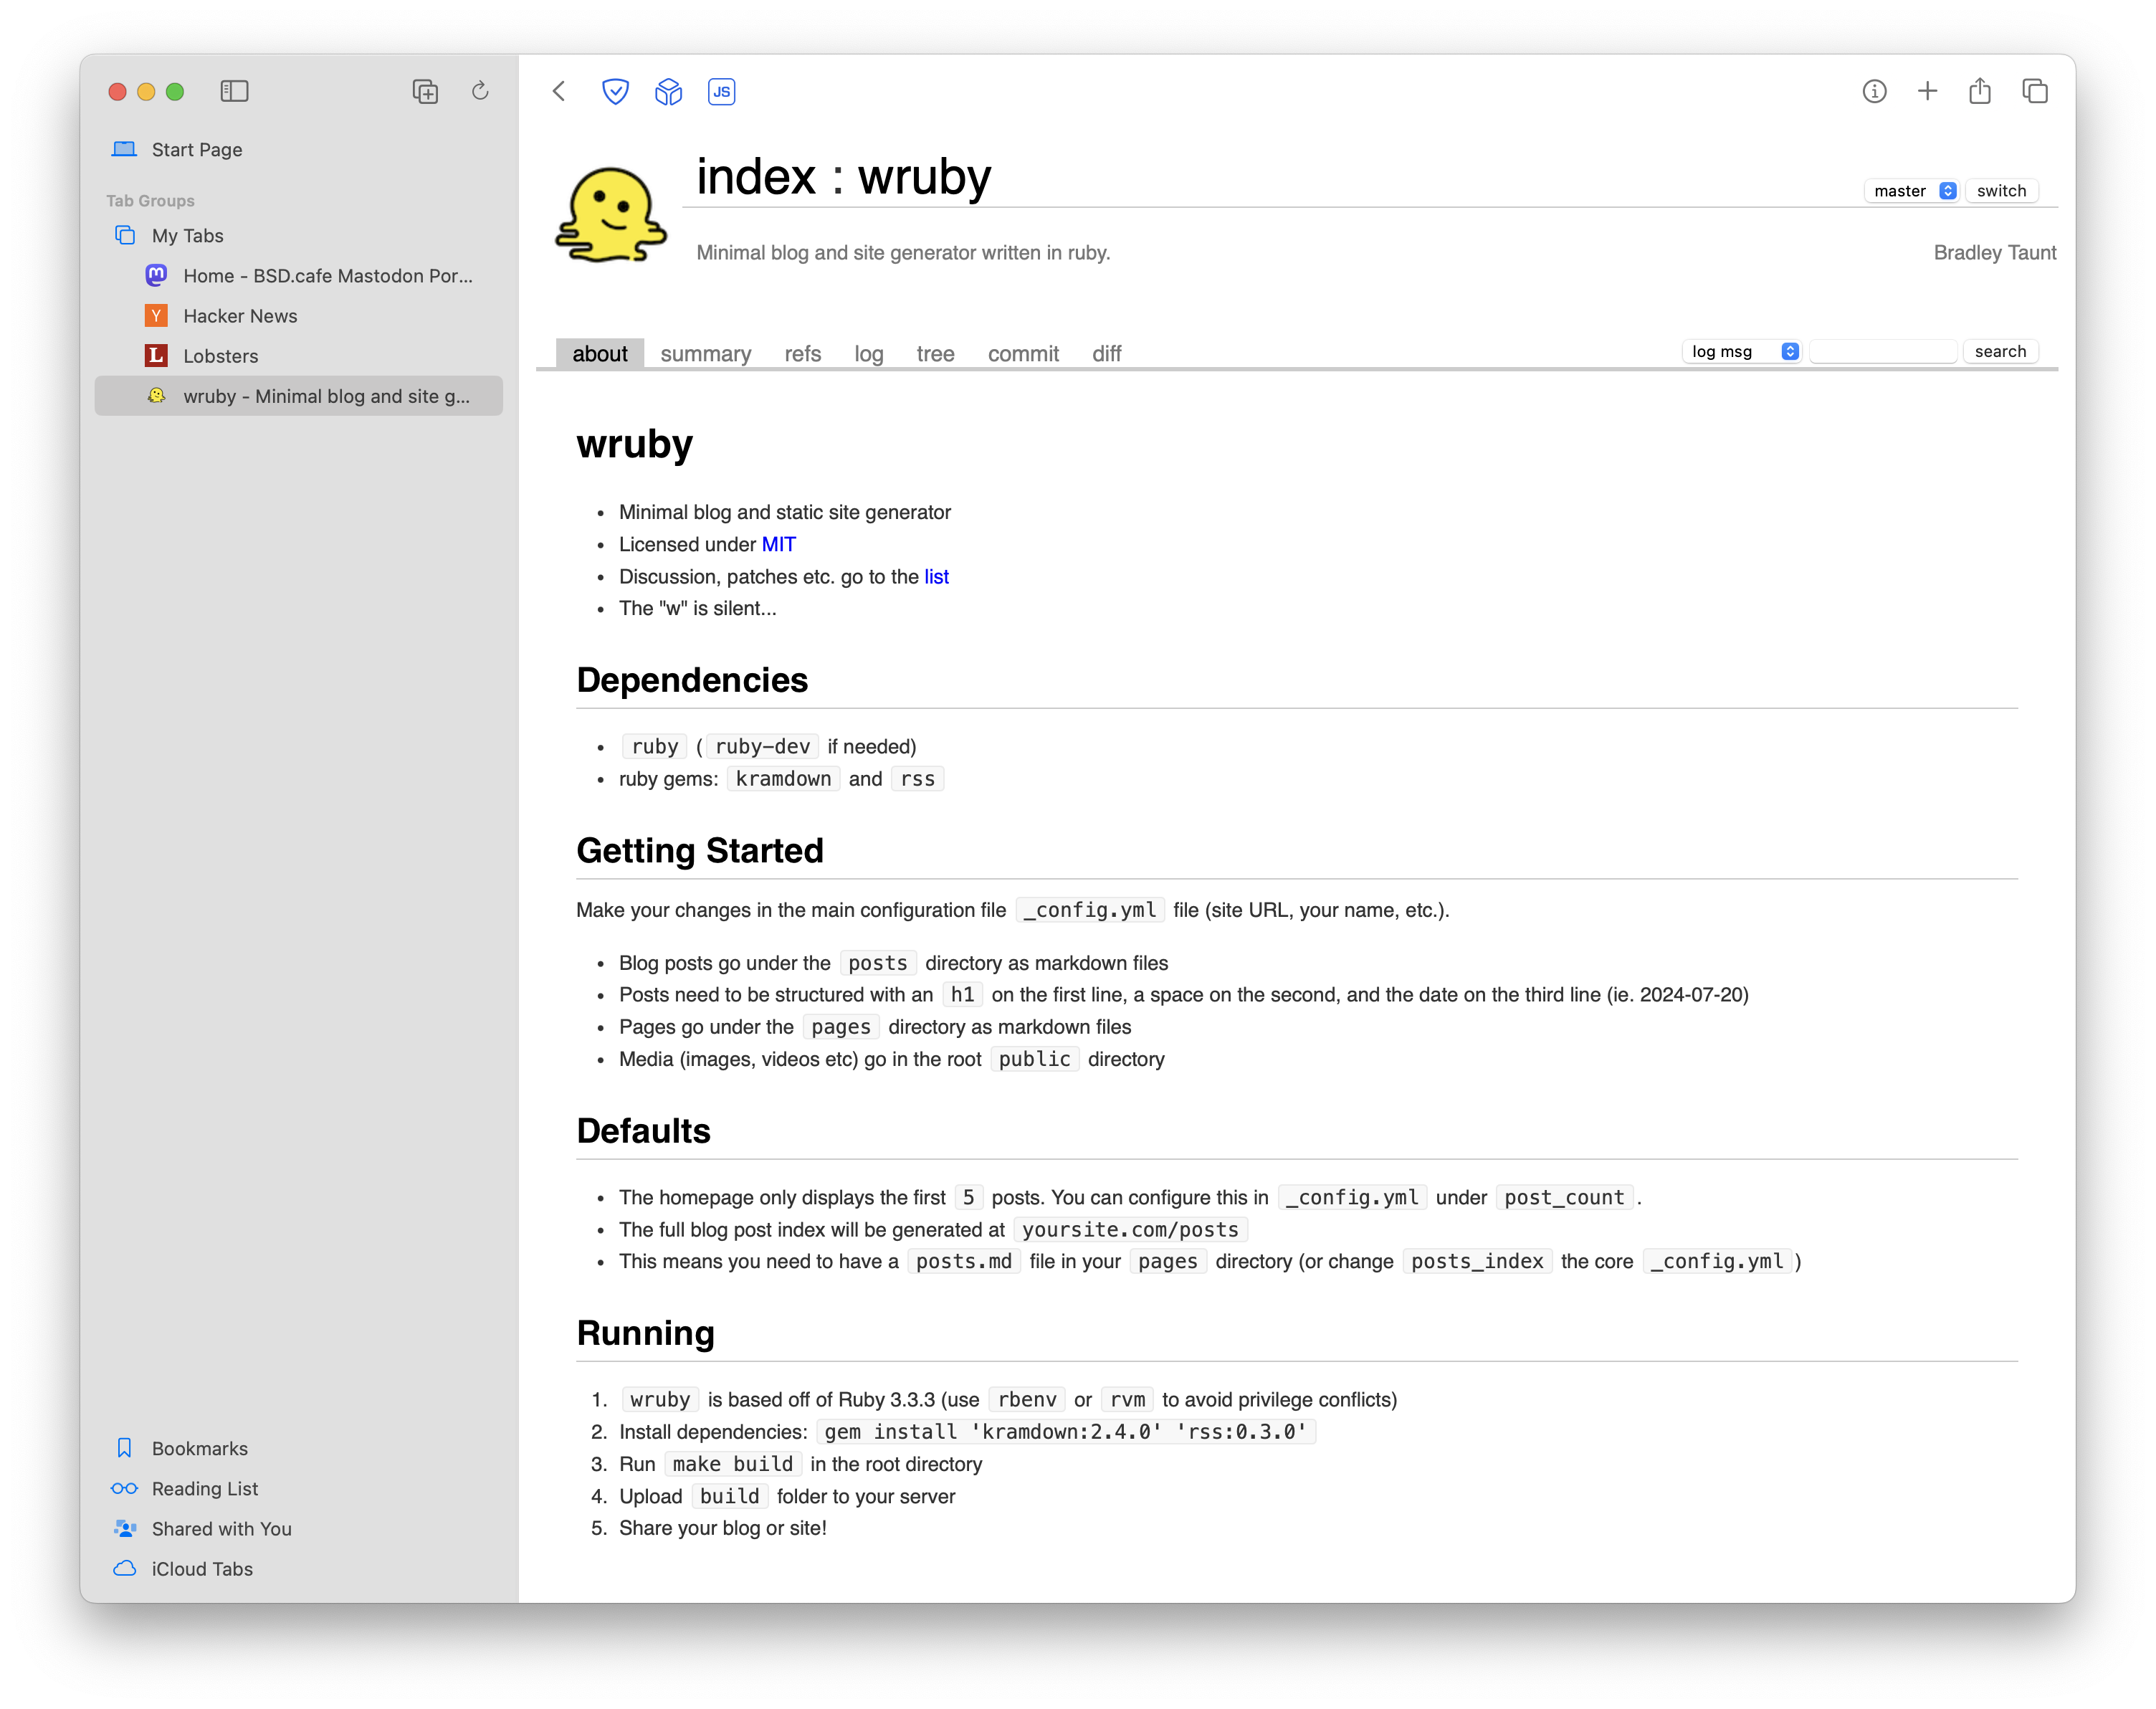 JS
Start Page
Tab Groups
My Tabs
Home - BSD.cafe Mastodon Por...
Hacker News
Lobsters
wruby - Minimal blog and site g...
Bookmarks
Reading List
Shared with You
iCloud Tabs
index : wruby
master switch
Minimal blog and site generator written in ruby. Bradley Taunt
about summary refs log tree commit diff log msg search
wruby
• Minimal blog and static site generator
• Licensed under MIT
• Discussion, patches etc. go to the list
• The "w" is silent...
Dependencies
• ruby ( ruby-dev if needed)
• ruby gems: kramdown and rss
Getting Started
Make your changes in the main configuration file _config.yml file (site URL, your name, etc.).
• Blog posts go under the posts directory as markdown files
• Posts need to be structured with an h1 on the first line, a space on the second, and the date on the third line (ie. 2024-07-20)
• Pages go under the pages directory as markdown files
• Media (images, videos etc) go in the root public directory
Defaults
• The homepage only displays the first 5 posts. You can configure this in _config.yml under post_count .
• The full blog post index will be generated at yoursite.com/posts
• This means you need to have a posts.md file in your pages directory (or change posts_index the core _config.yml )
Running
1. wruby is based off of Ruby 3.3.3 (use rbenv or rvm to avoid privilege conflicts)
2. Install dependencies: gem install 'kramdown:2.4.0' 'rss:0.3.0'
3. Run make build in the root directory
4. Upload build folder to your server
5. Share your blog or site!